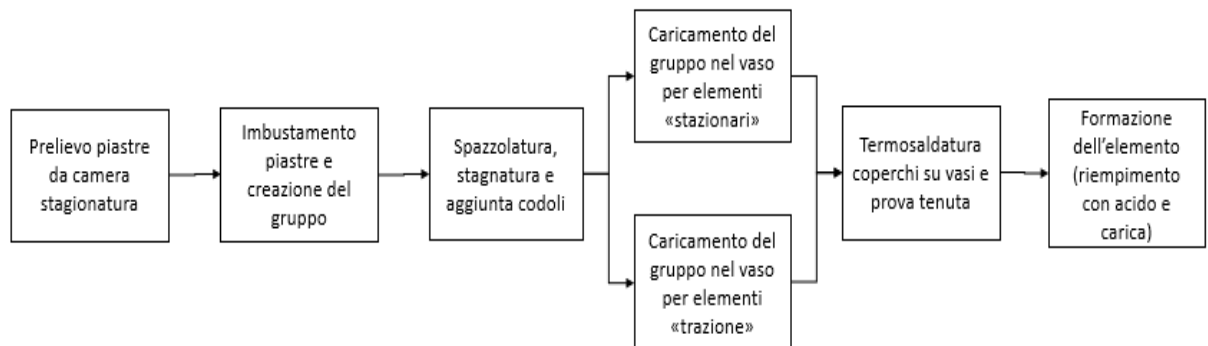 Prelievo piastre
da camera
stagionatura
Imbustamento
piastre e
creazione del
gruppo
Spazzolatura,
stagnatura e
aggiunta codoli
Caricamento del
gruppo nel vaso
per elementi
«stazionari»
Caricamento del
gruppo nel vaso
per elementi
«trazione»
Termosaldatura
coperchi su vasi e
prova tenuta
Formazione
dell'elemento
(riempimento
con acido e
carica)